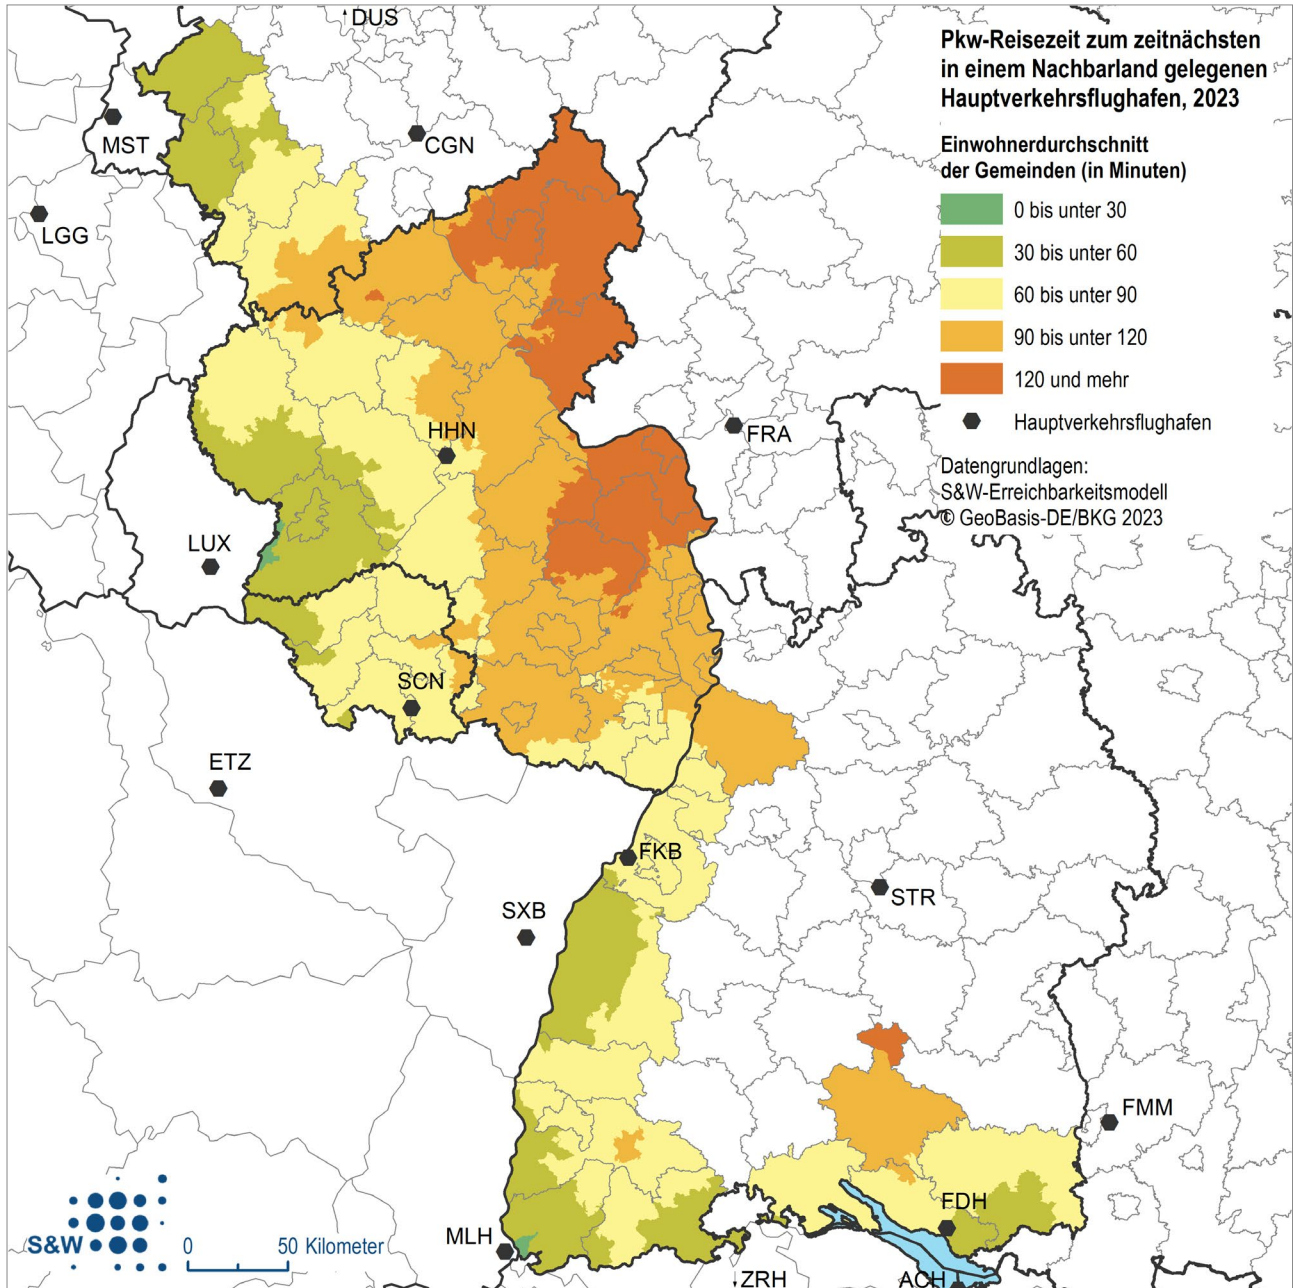 Pkw-Reisezeit zum zeitnächsten
in einem Nachbarland gelegenen
Hauptverkehrsflughafen, 2023
Einwohnerdurchschnitt
der Gemeinden (in Minuten)
0 bis unter 30
30 bis unter 60
60 bis unter 90
90 bis unter 120
120 und mehr
Hauptverkehrsflughafen
Datengrundlagen:
S&W-Erreichbarkeitsmodell
© GeoBasis-DE/BKG 2023
DUS
MST
CGN
LGG
HHN
FRA
LUX
SCN
ETZ
FKB
STR
SXB
FMM
FDH
MLH
ZRH
ACH
S&W
0 50 Kilometer